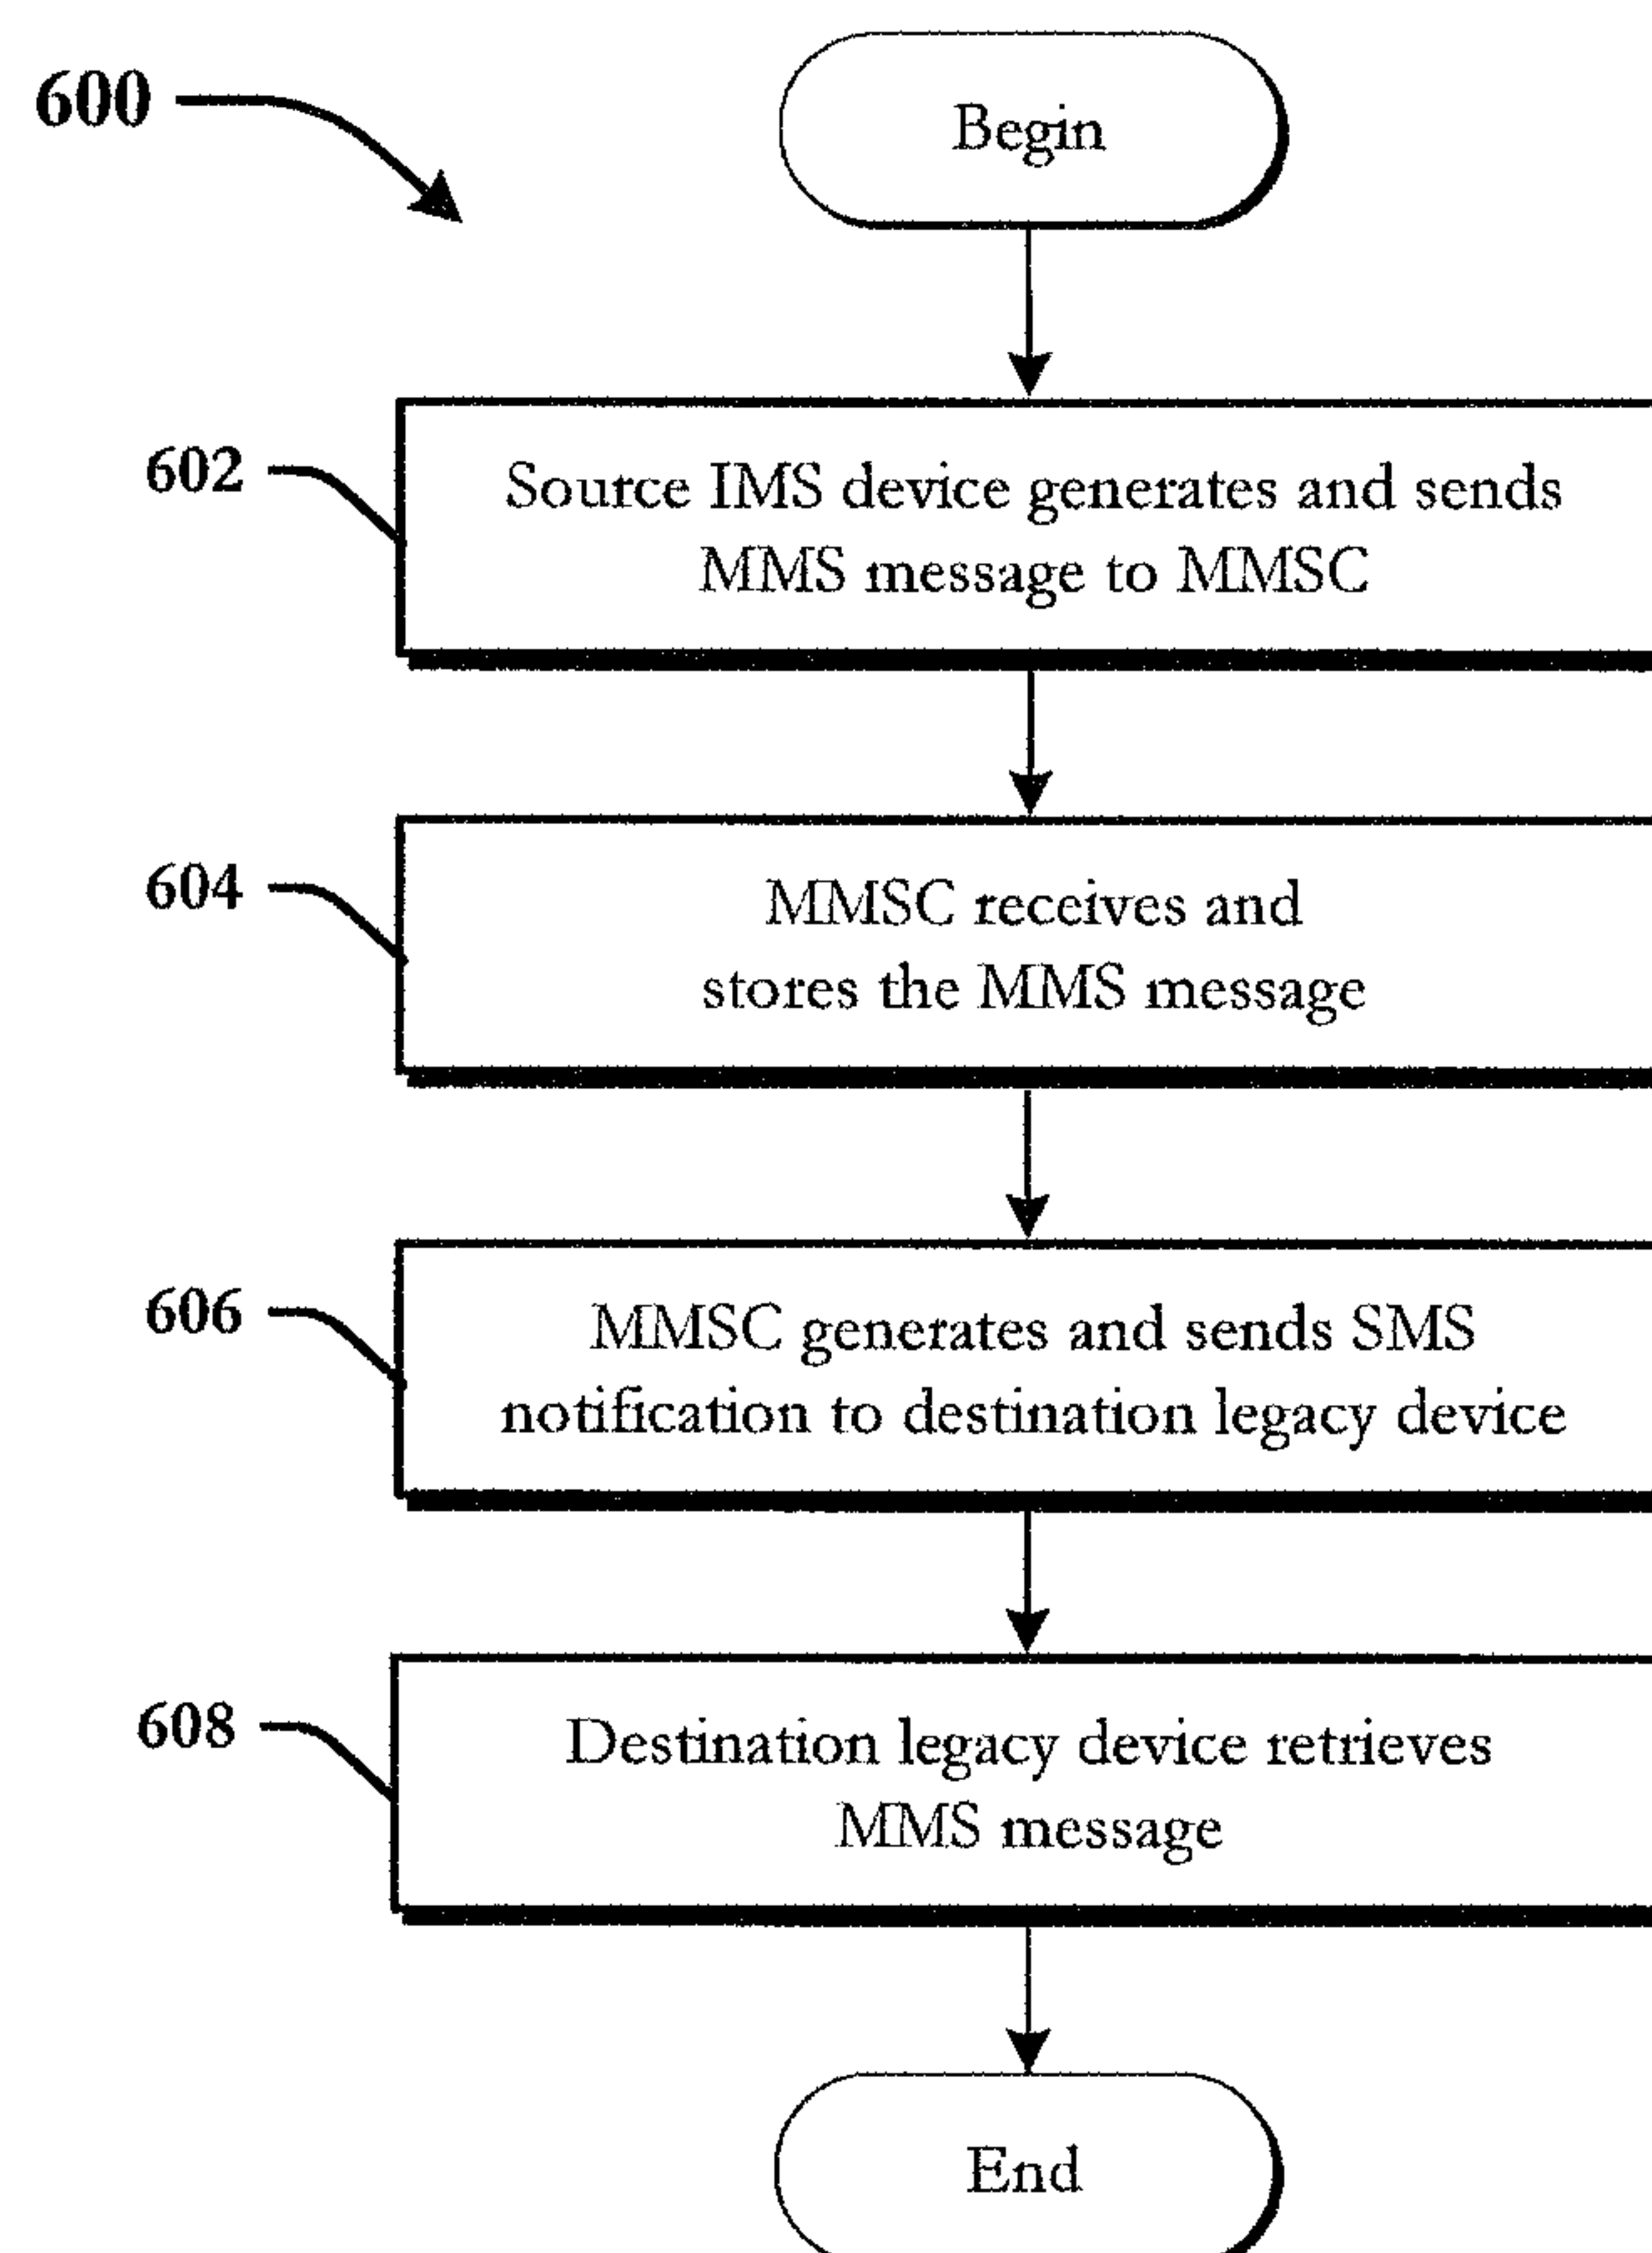 600
Begin
602
Source IMS device generates and sends
MMS message to MMSC
604
MMSC receives and
stores the MMS message
606
MMSC generates and sends SMS
notification to destination legacy device
608
Destination legacy device retrieves
MMS message
End